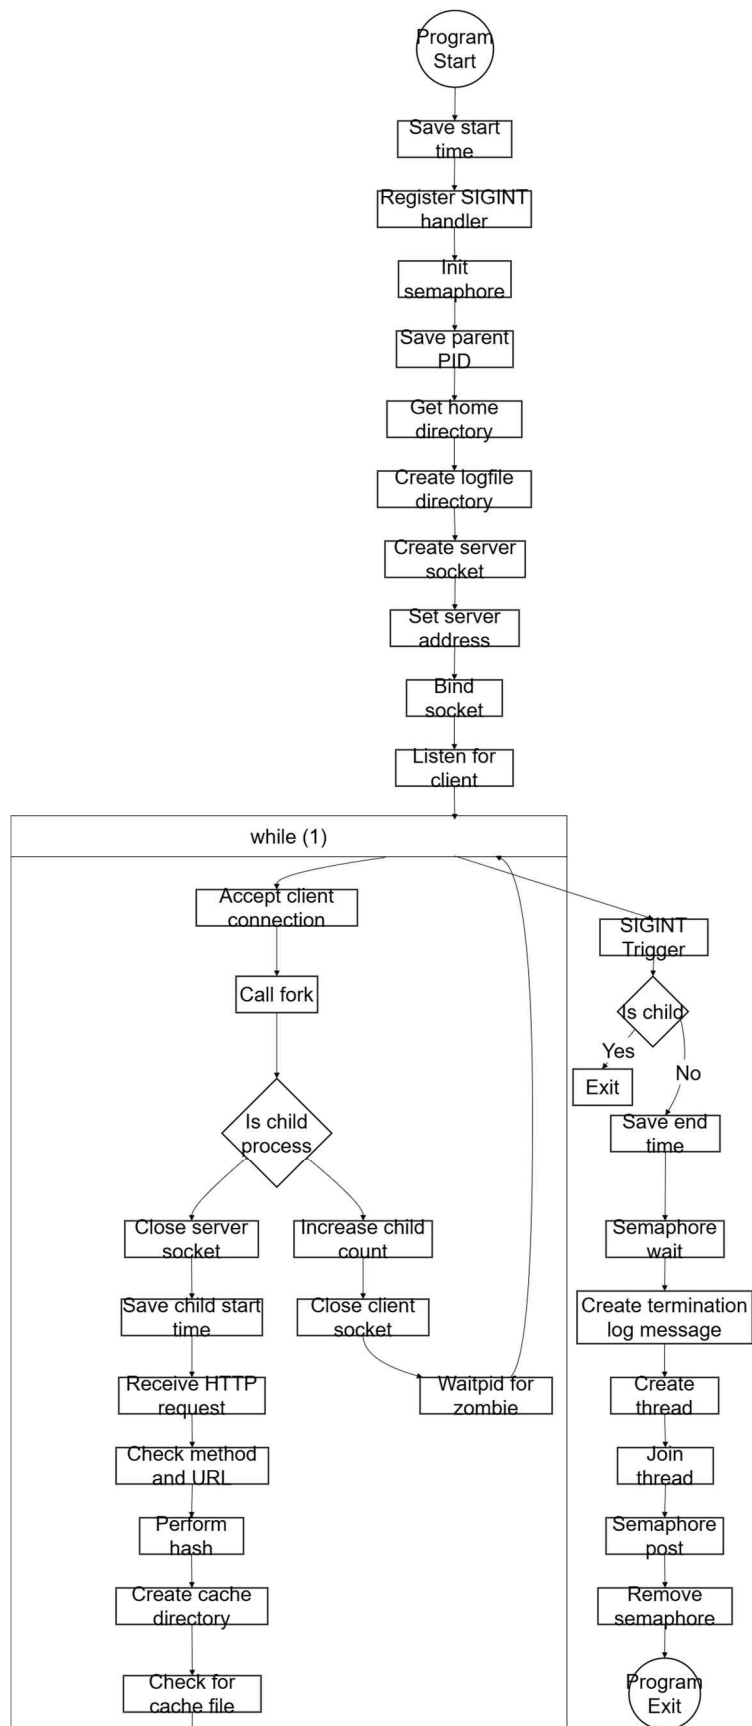 Program
Start
Save start
time
Register SIGINT
handler
Init
semaphore
Save parent
PID
Get home
directory
Create logfile
directory
Create server
socket
Set server
address
Bind
socket
Listen for
client
while (1)
Accept client
connection
Call fork
Is child
process
Close server
socket
Save child start
time
Receive HTTP
request
Check method
and URL
Perform
hash
Create cache
directory
Check for
cache file
Increase child
count
Close client
socket
Waitpid for
zombie
SIGINT
Trigger
Is child
Yes
Exit
No
Save end
time
Semaphore
wait
Create termination
log message
Create
thread
Join
thread
Semaphore
post
Remove
semaphore
Program
Exit